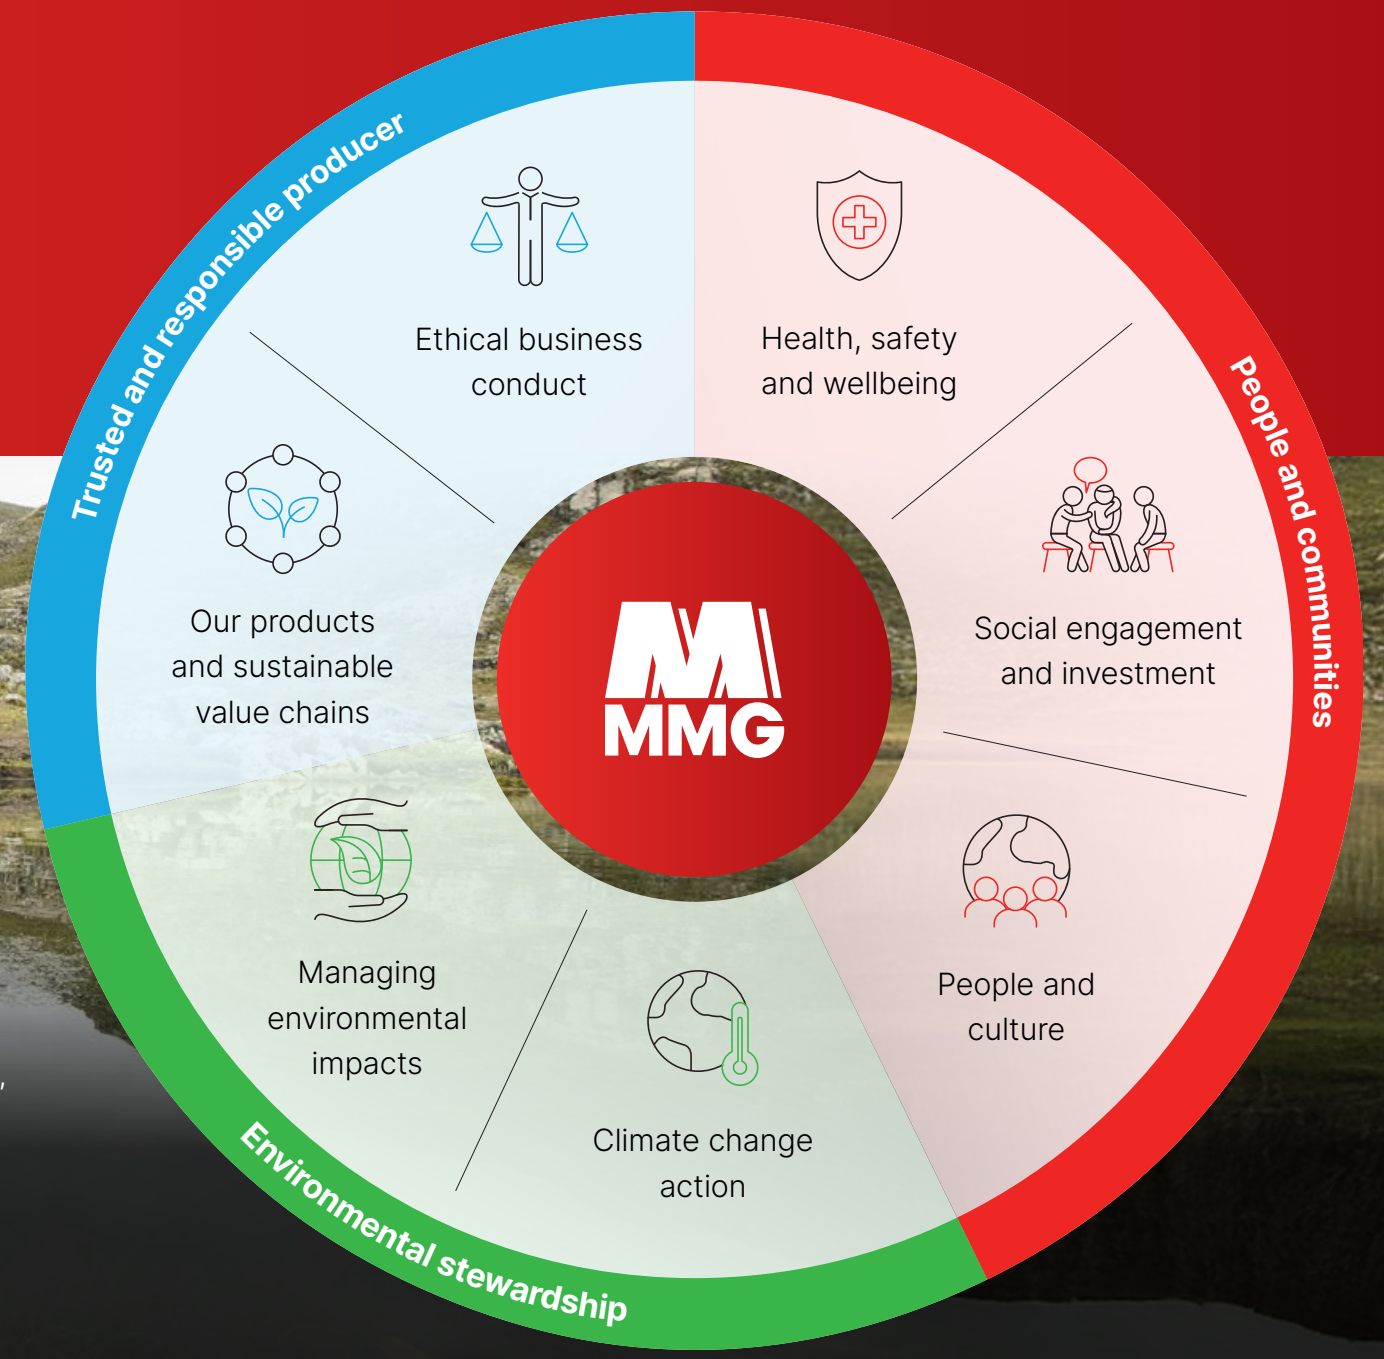 Trusted and responsible producer
Ethical business
conduct
Our products
and sustainable
value chains
People and communities
Health, safety
and wellbeing
Social engagement
and investment
People and
culture
Environmental stewardship
Managing
environmental
impacts
Climate change
action
MMG